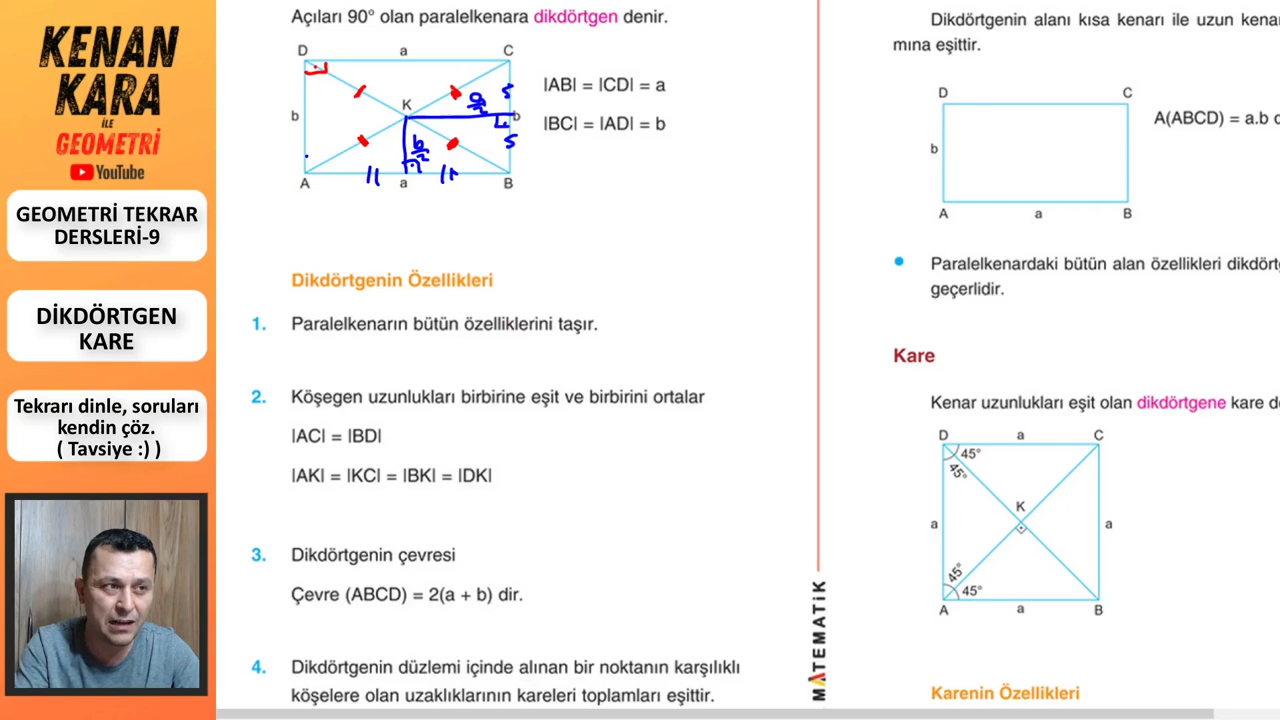 KENAN
KARA
İLE
GEOMETRİ
YouTube
GEOMETRİ TEKRAR
DERSLERİ-9
DİKDÖRTGEN
KARE
Tekrarı dinle, soruları
kendin çöz.
( Tavsiye :) )
Açıları 90° olan paralelkenara dikdörtgen denir.
D
a
C
b
K
b
A
a
B
a/2
b/2
|AB| = |CD| = a
|BC| = |AD| = b
Dikdörtgenin Özellikleri
1. Paralelkenarın bütün özelliklerini taşır.
2. Köşegen uzunlukları birbirine eşit ve birbirini ortalar
|AC| = |BD|
|AK| = |KC| = |BK| = |DK|
3. Dikdörtgenin çevresi
Çevre (ABCD) = 2(a + b) dir.
4. Dikdörtgenin düzlemi içinde alınan bir noktanın karşılıklı
köşelere olan uzaklıklarının kareleri toplamları eşittir.
MATEMATİK
Dikdörtgenin alanı kısa kenarı ile uzun kena
mına eşittir.
D
C
b
A
a
B
A(ABCD) = a.b d
Paralelkenardaki bütün alan özellikleri dikdört
geçerlidir.
Kare
Kenar uzunlukları eşit olan dikdörtgene kare d
D
a
C
45°
45°
K
a
a
45°
45°
A
a
B
Karenin Özellikleri